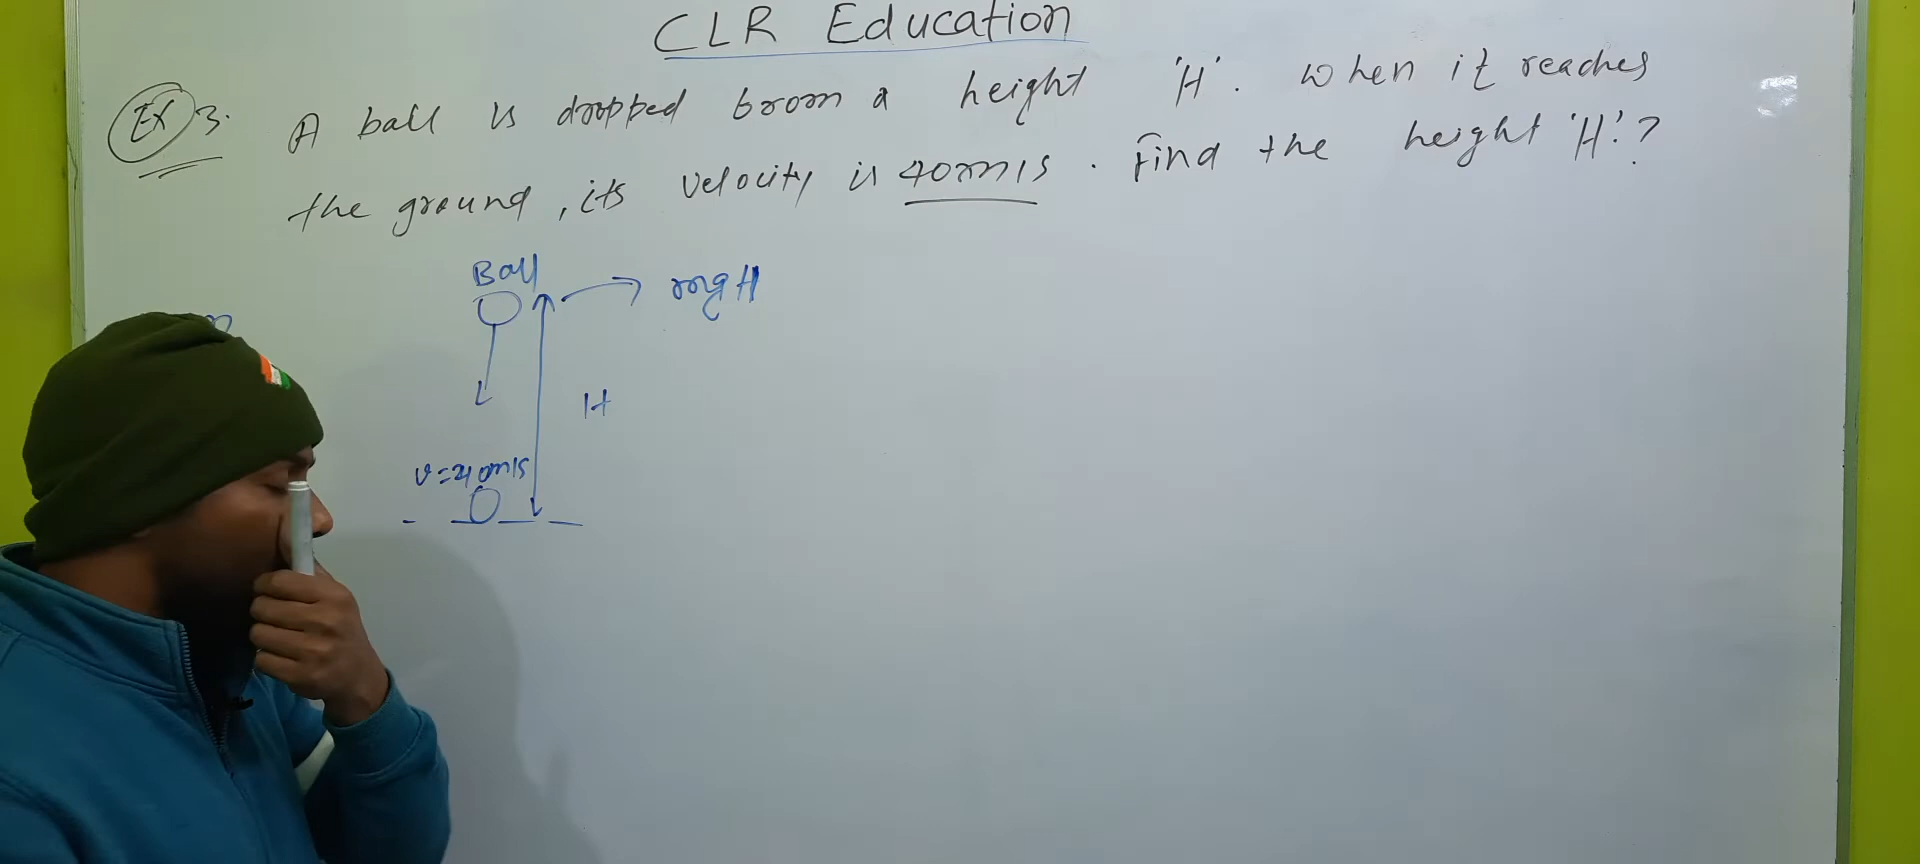 CLR Education
Ex 3. A ball is dropped from a height 'H'. When it reaches
the ground, its velocity is 40m/s. Find the height 'H'?
Ball
mgH
H
v=40m/s